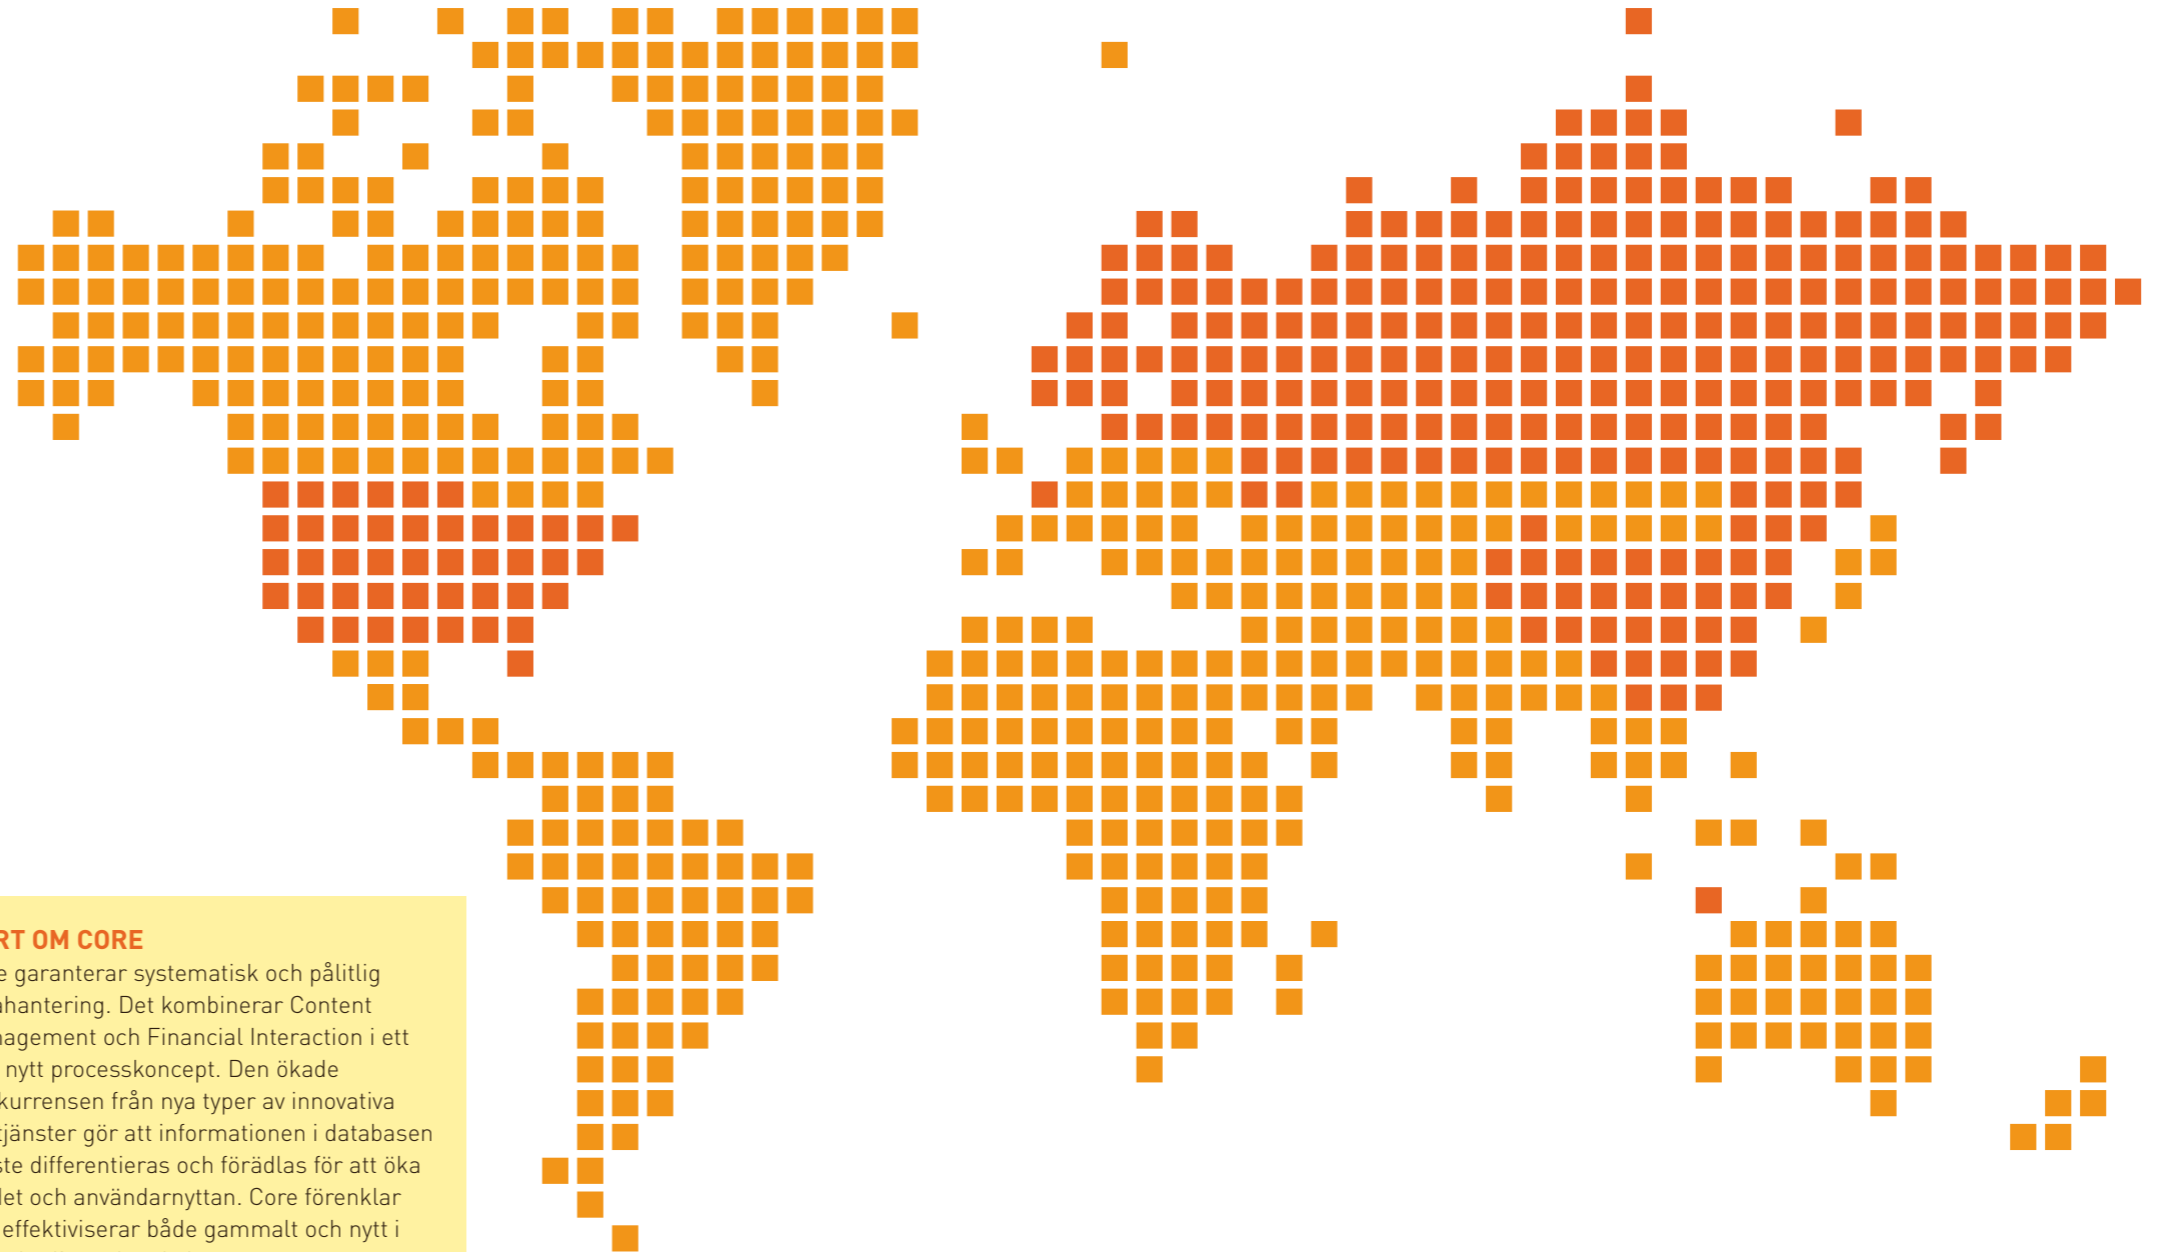 RT OM CORE
e garanterar systematisk och pålitlig
ahantering. Det kombinerar Content
nagement och Financial Interaction i ett
nytt processkoncept. Den ökade
kurrensen från nya typer av innovativa
tjänster gör att informationen i databasen
ste differentieras och förädlas för att öka
det och användarnyttan. Core förenklar
effektiviserar både gammalt och nytt i